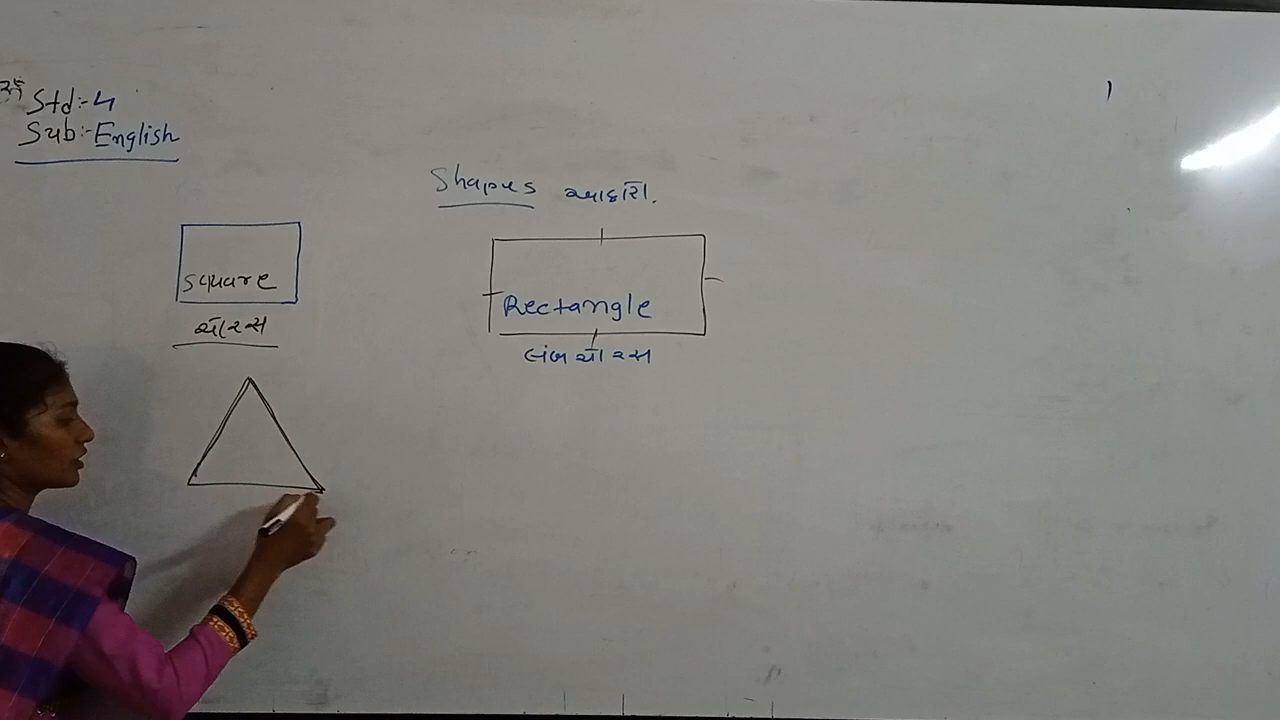 Std:-4
Sub:-English
Shapes આકારો.
square
ચોરસ
Rectangle
લંબચોરસ